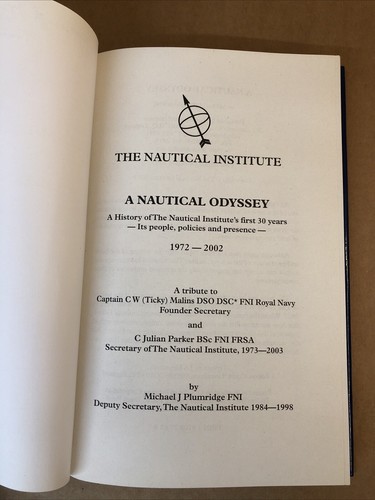 THE NAUTICAL INSTITUTE
A NAUTICAL ODYSSEY
A History of The Nautical Institute's first 30 years
— Its people, policies and presence —
1972 — 2002
A tribute to
Captain C W (Ticky) Malins DSO DSC* FNI Royal Navy
Founder Secretary
and
C Julian Parker BSc FNI FRSA
Secretary of The Nautical Institute, 1973—2003
by
Michael J Plumridge FNI
Deputy Secretary, The Nautical Institute 1984—1998